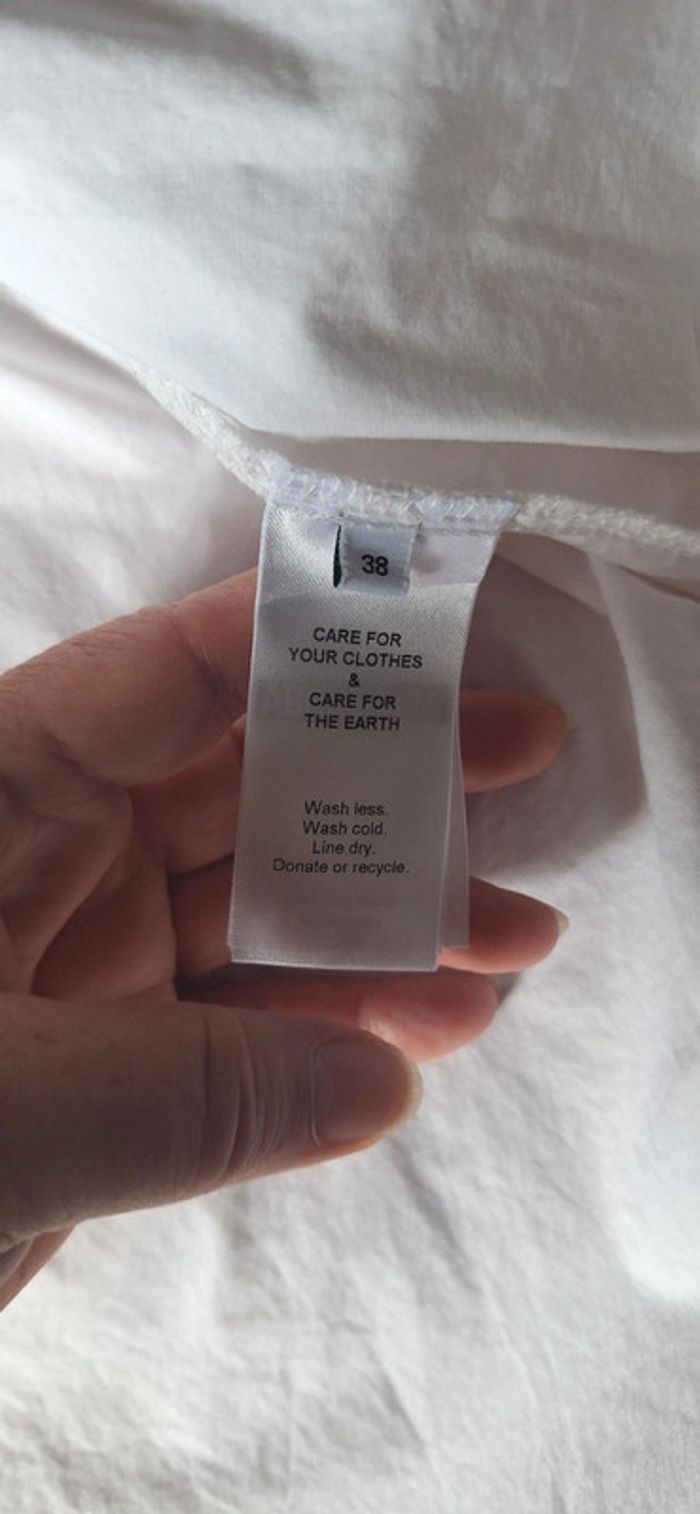 38
CARE FOR
YOUR CLOTHES
&
CARE FOR
THE EARTH
Wash less.
Wash cold.
Line dry.
Donate or recycle.